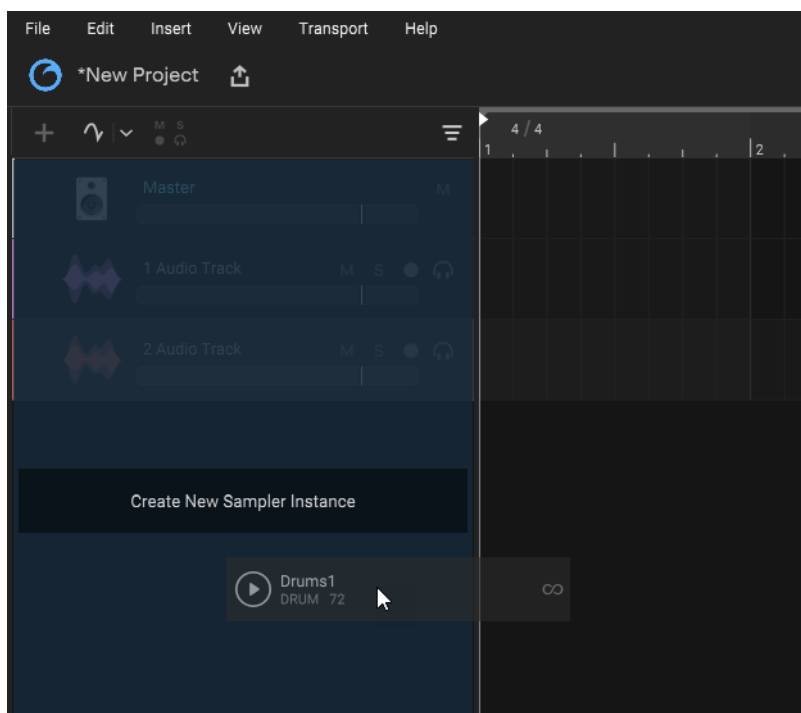 File Edit Insert View Transport Help
*New Project
M S
4 / 4
1 2
Master M
1 Audio Track M S
2 Audio Track M S
Create New Sampler Instance
Drums1
DRUM 72